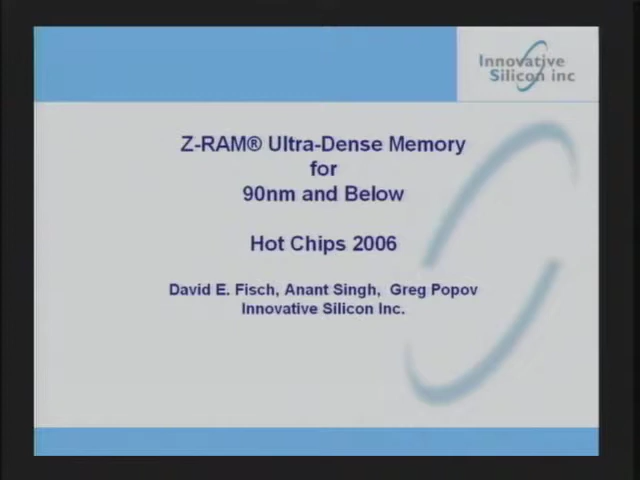 Innovative
Silicon inc
Z-RAM® Ultra-Dense Memory
for
90nm and Below
Hot Chips 2006
David E. Fisch, Anant Singh, Greg Popov
Innovative Silicon Inc.